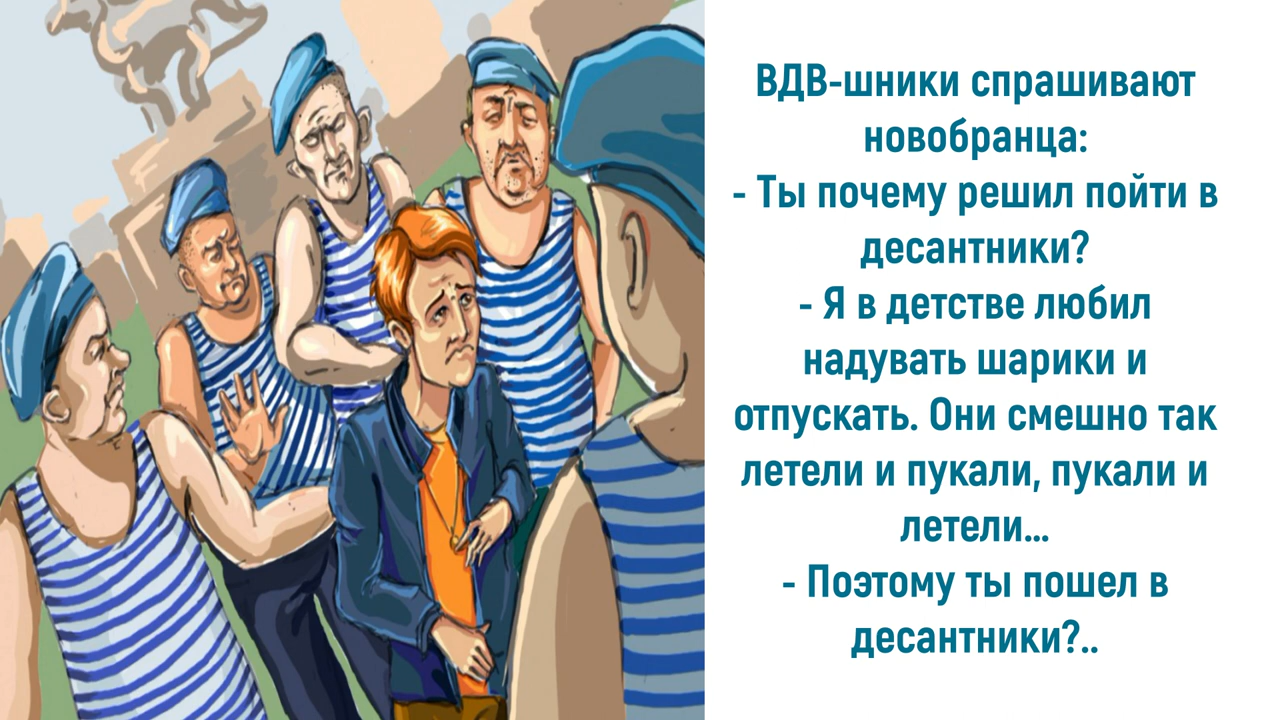 ВДВ-шники спрашивают
новобранца:
- Ты почему решил пойти в
десантники?
- Я в детстве любил
надувать шарики и
отпускать. Они смешно так
летели и пукали, пукали и
летели...
- Поэтому ты пошел в
десантники?..